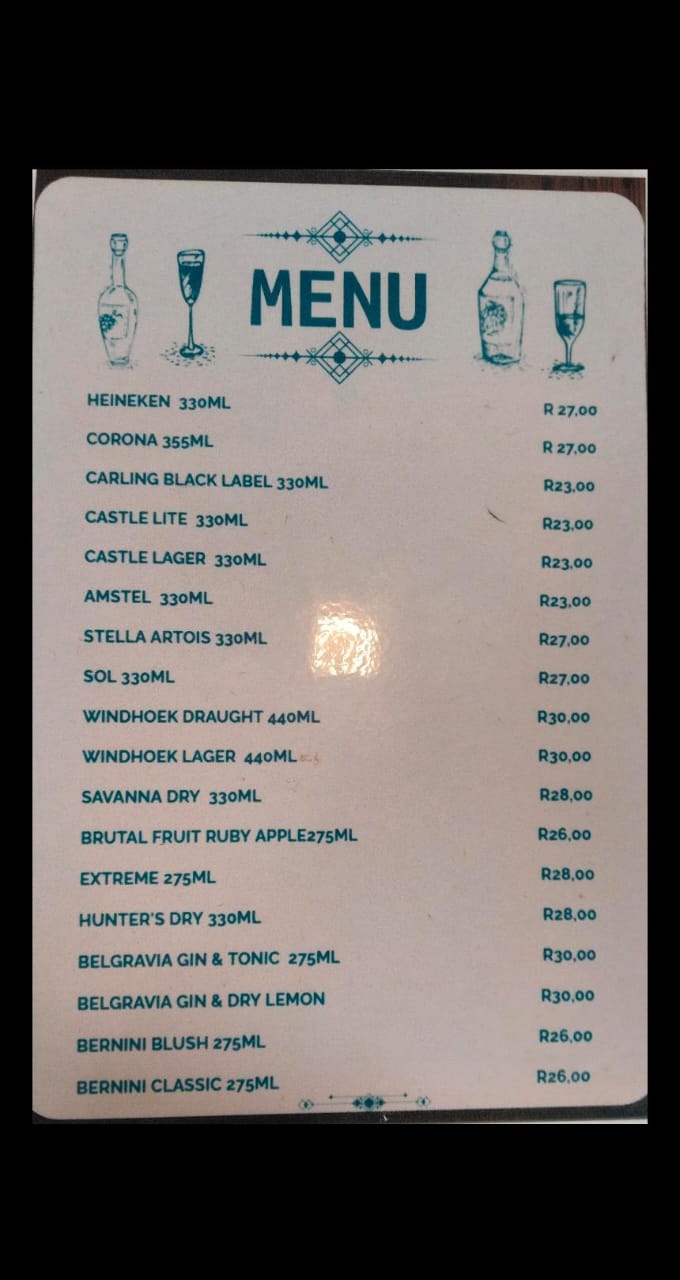 MENU
HEINEKEN 330ML R 27,00
CORONA 355ML R 27,00
CARLING BLACK LABEL 330ML R23,00
CASTLE LITE 330ML R23,00
CASTLE LAGER 330ML R23,00
AMSTEL 330ML R23,00
STELLA ARTOIS 330ML R27,00
SOL 330ML R27,00
WINDHOEK DRAUGHT 440ML R30,00
WINDHOEK LAGER 440ML R30,00
SAVANNA DRY 330ML R28,00
BRUTAL FRUIT RUBY APPLE275ML R26,00
EXTREME 275ML R28,00
HUNTER'S DRY 330ML R28,00
BELGRAVIA GIN & TONIC 275ML R30,00
BELGRAVIA GIN & DRY LEMON R30,00
BERNINI BLUSH 275ML R26,00
BERNINI CLASSIC 275ML R26,00